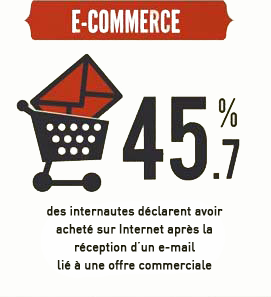 E-COMMERCE
45.7%
des internautes déclarent avoir
acheté sur Internet après la
réception d'un e-mail
lié à une offre commerciale